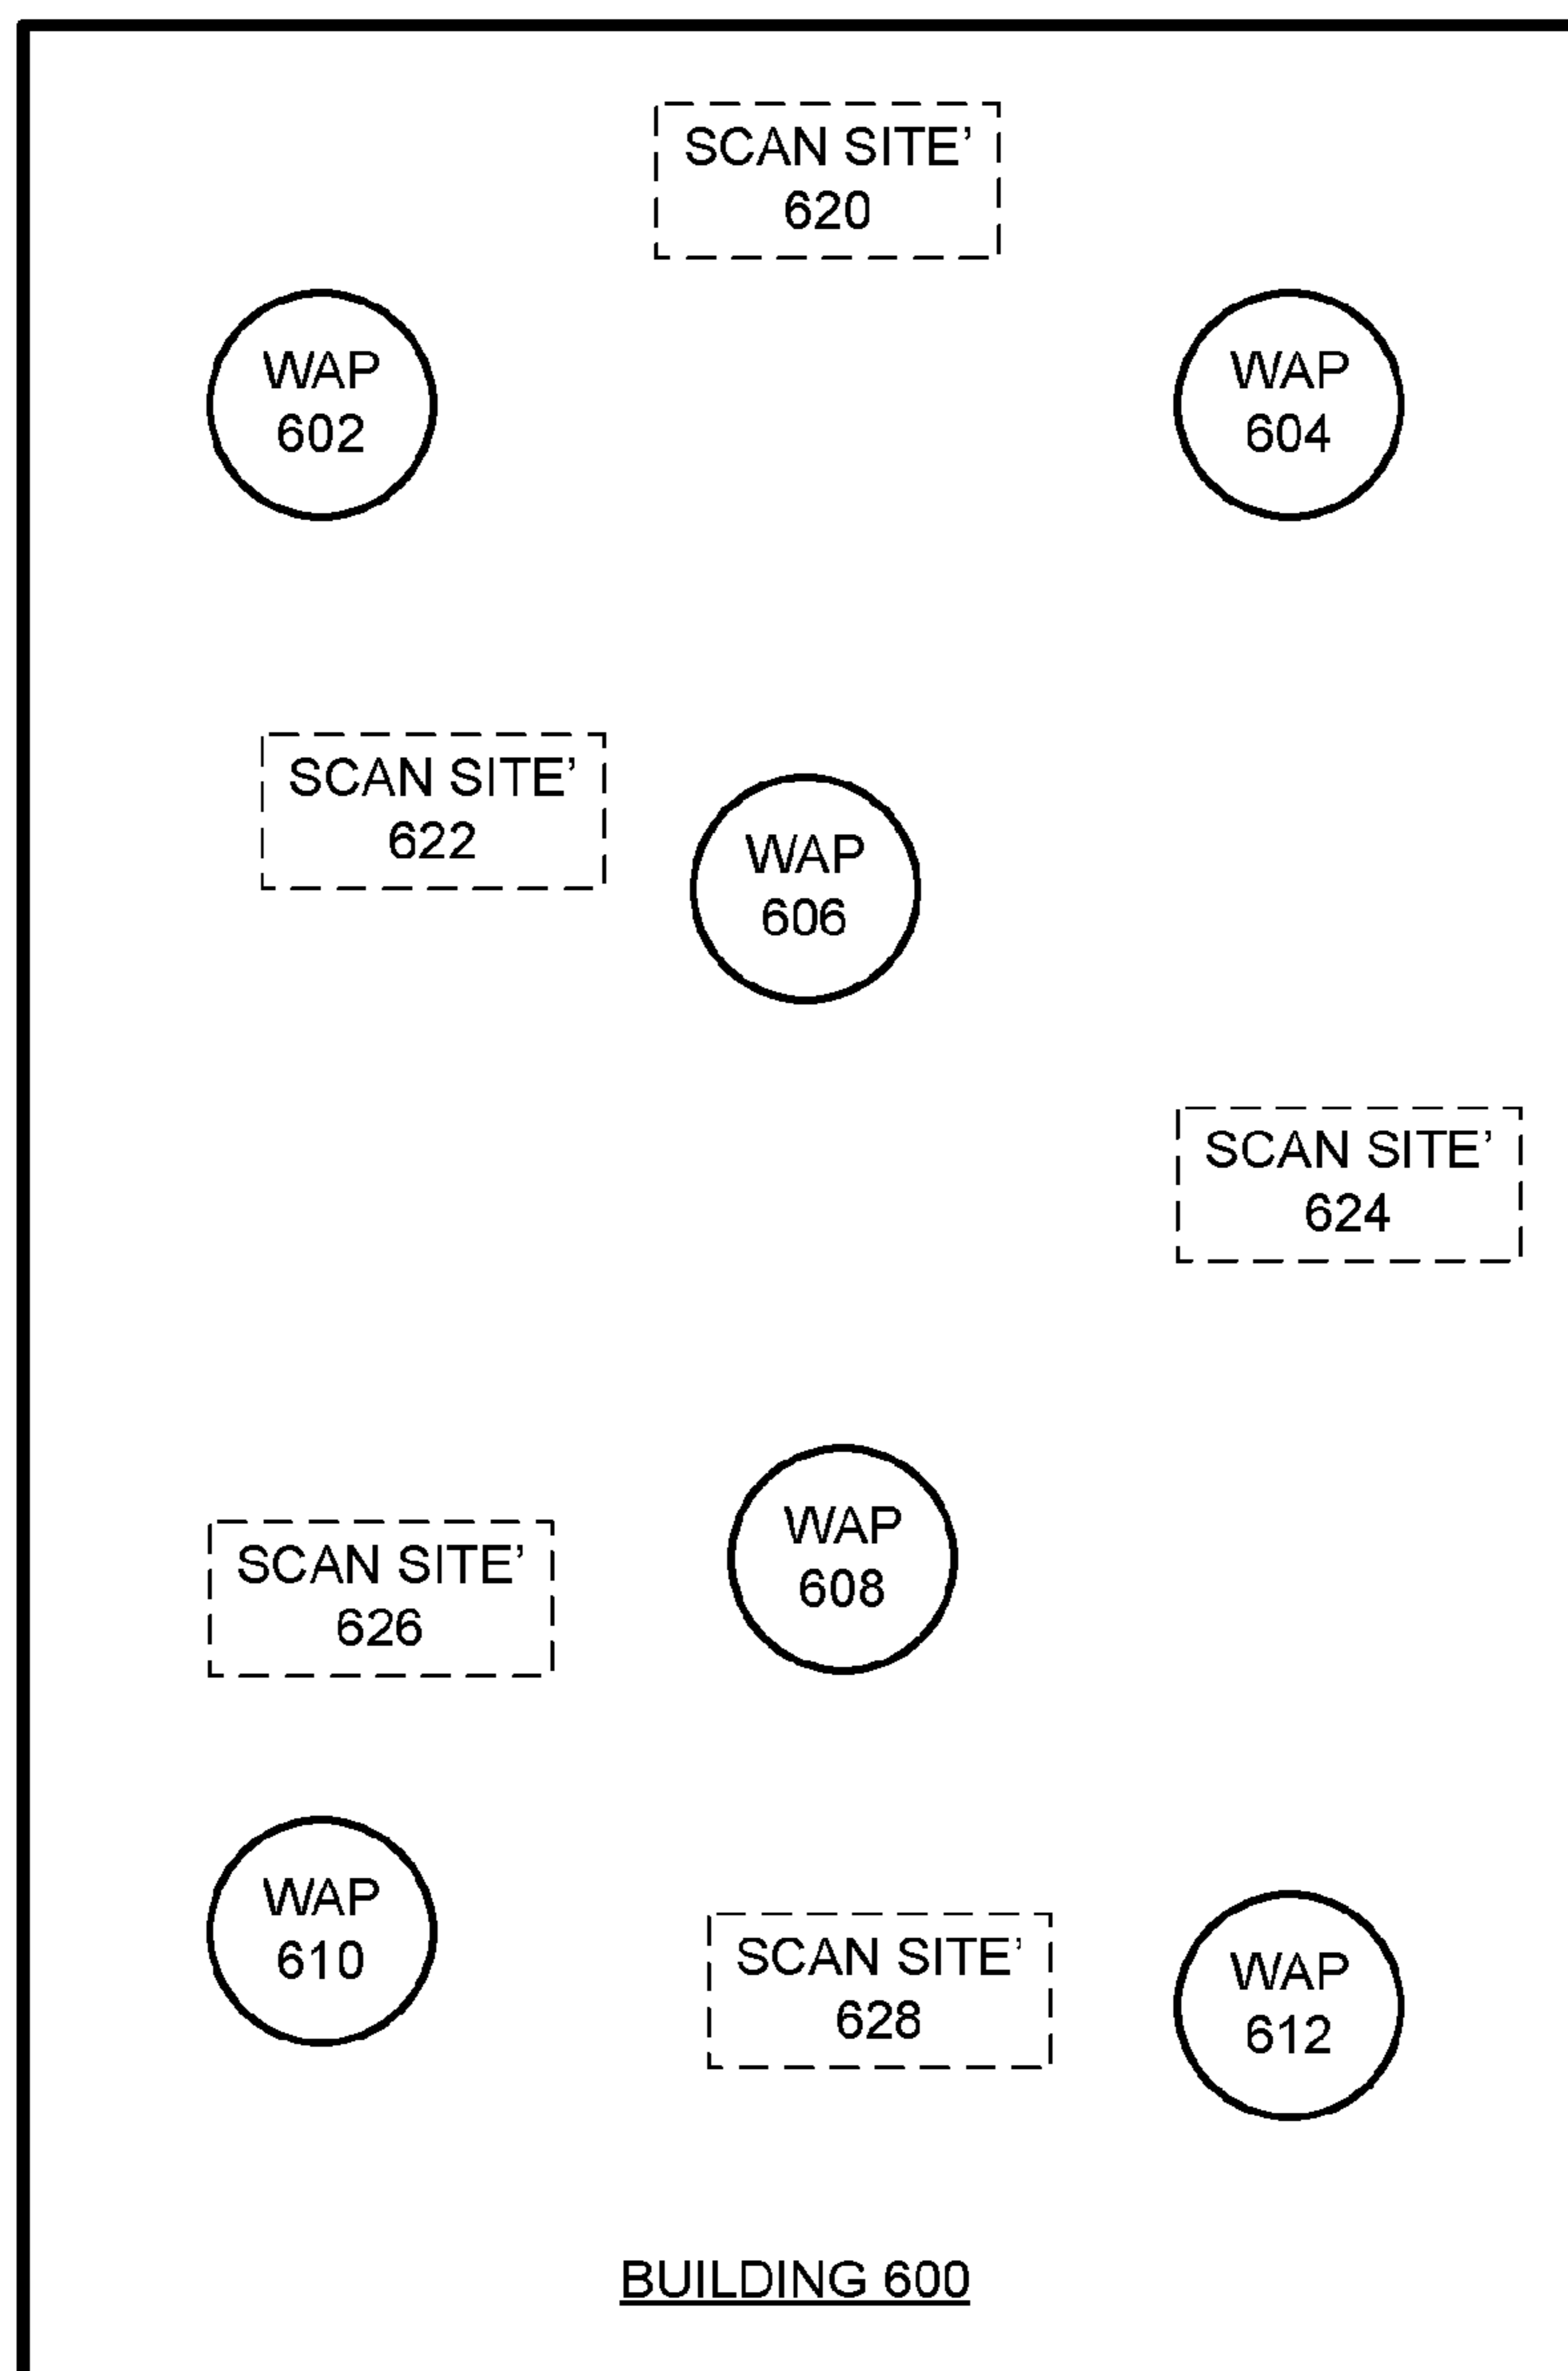 SCAN SITE’
620
WAP
602
WAP
604
SCAN SITE’
622
WAP
606
SCAN SITE’
624
WAP
608
SCAN SITE’
626
WAP
610
SCAN SITE’
628
WAP
612
BUILDING 600